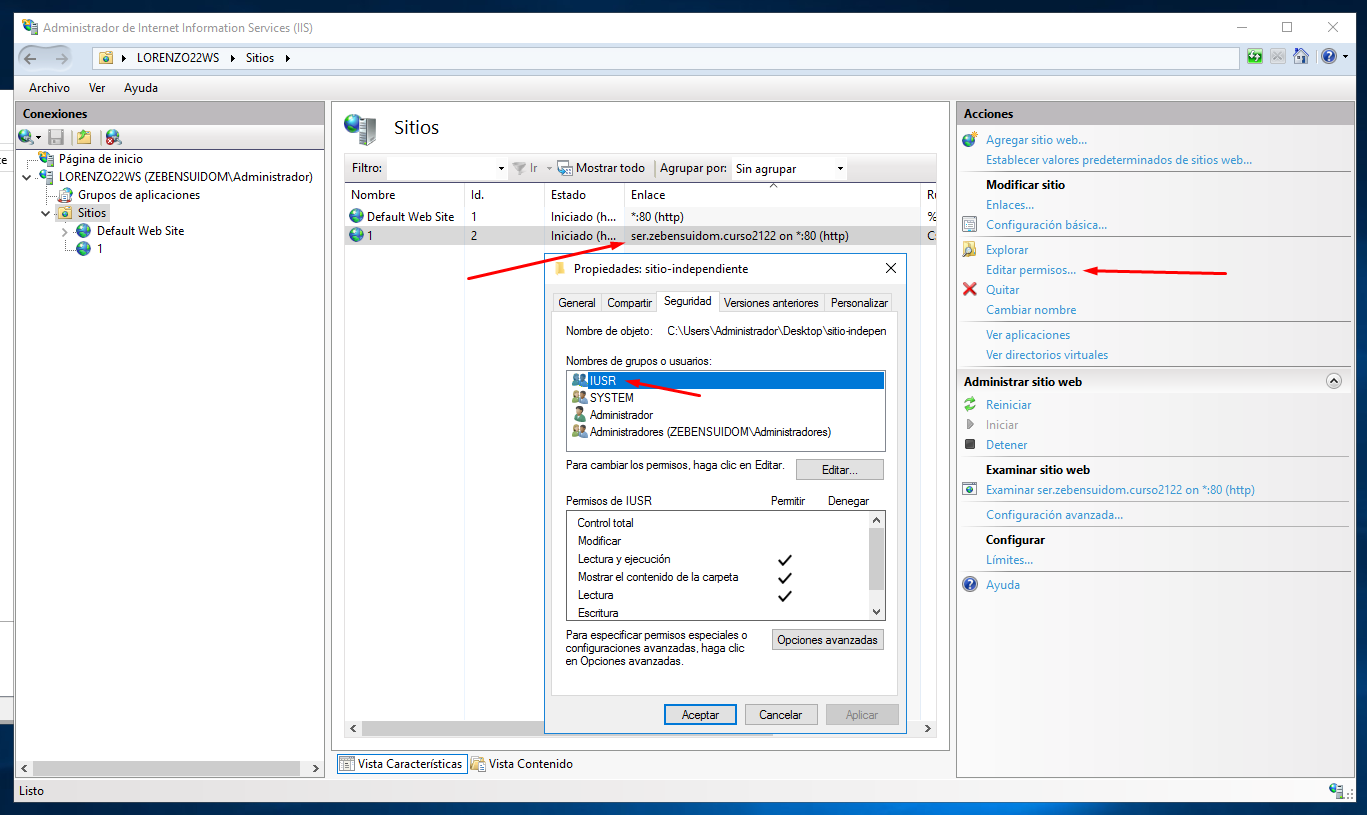 Administrador de Internet Information Services (IIS)
LORENZO22WS Sitios
Archivo Ver Ayuda
Conexiones
Página de inicio
LORENZO22WS (ZEBENSUIDOM\Administrador)
Grupos de aplicaciones
Sitios
Default Web Site
1
Sitios
Filtro: Ir Mostrar todo Agrupar por: Sin agrupar
Nombre Id. Estado Enlace
Default Web Site 1 Iniciado (h... *:80 (http) %
1 2 Iniciado (h... ser.zebensuidom.curso2122 on *:80 (http) C:
Propiedades: sitio-independiente
General Compartir Seguridad Versiones anteriores Personalizar
Nombre de objeto: C:\Users\Administrador\Desktop\sitio-indepen
Nombres de grupos o usuarios:
IUSR
SYSTEM
Administrador
Administradores (ZEBENSUIDOM\Administradores)
Para cambiar los permisos, haga clic en Editar. Editar...
Permisos de IUSR Permitir Denegar
Control total
Modificar
Lectura y ejecución
Mostrar el contenido de la carpeta
Lectura
Escritura
Para especificar permisos especiales o
configuraciones avanzadas, haga clic
en Opciones avanzadas.
Opciones avanzadas
Aceptar Cancelar Aplicar
Vista Características Vista Contenido
Acciones
Agregar sitio web...
Establecer valores predeterminados de sitios web...
Modificar sitio
Enlaces...
Configuración básica...
Explorar
Editar permisos...
Quitar
Cambiar nombre
Ver aplicaciones
Ver directorios virtuales
Administrar sitio web
Reiniciar
Iniciar
Detener
Examinar sitio web
Examinar ser.zebensuidom.curso2122 on *:80 (http)
Configuración avanzada...
Configurar
Límites...
Ayuda
Listo